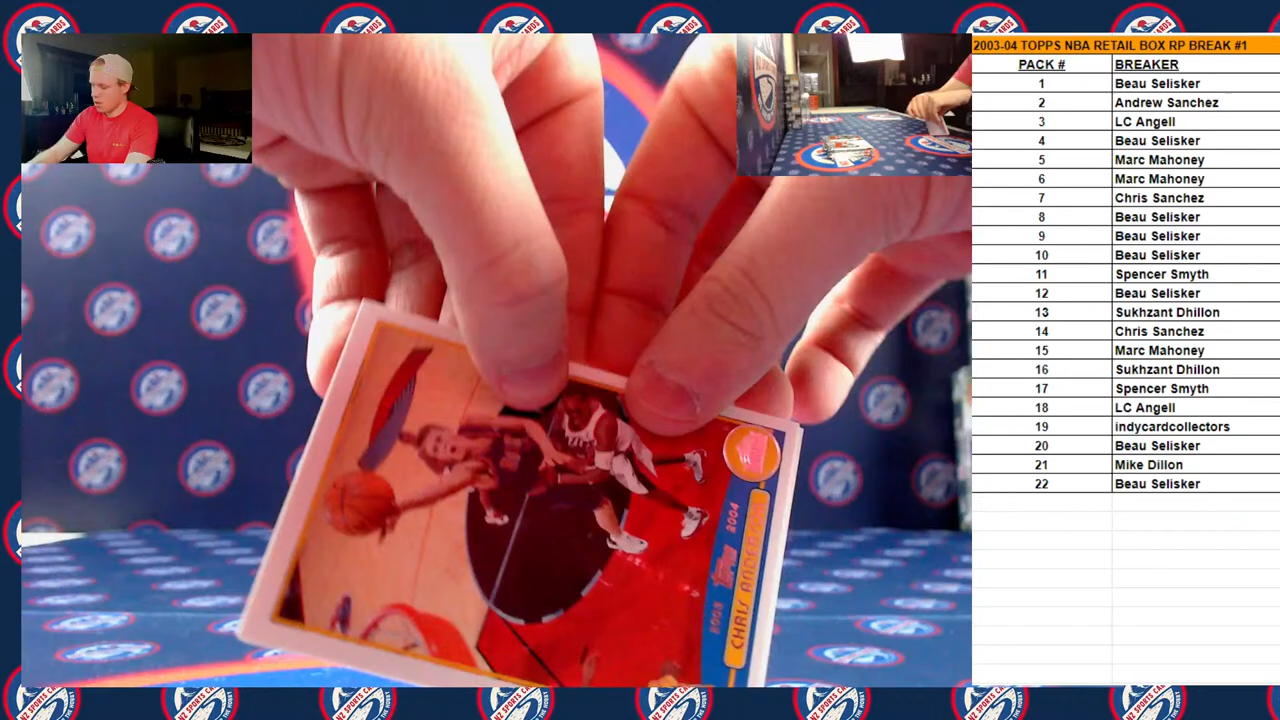 2003-04 TOPPS NBA RETAIL BOX RP BREAK #1
PACK # BREAKER
1 Beau Selisker
2 Andrew Sanchez
3 LC Angell
4 Beau Selisker
5 Marc Mahoney
6 Marc Mahoney
7 Chris Sanchez
8 Beau Selisker
9 Beau Selisker
10 Beau Selisker
11 Spencer Smyth
12 Beau Selisker
13 Sukhzant Dhillon
14 Chris Sanchez
15 Marc Mahoney
16 Sukhzant Dhillon
17 Spencer Smyth
18 LC Angell
19 indycardcollectors
20 Beau Selisker
21 Mike Dillon
22 Beau Selisker
2003 Topps 2004
CHRIS